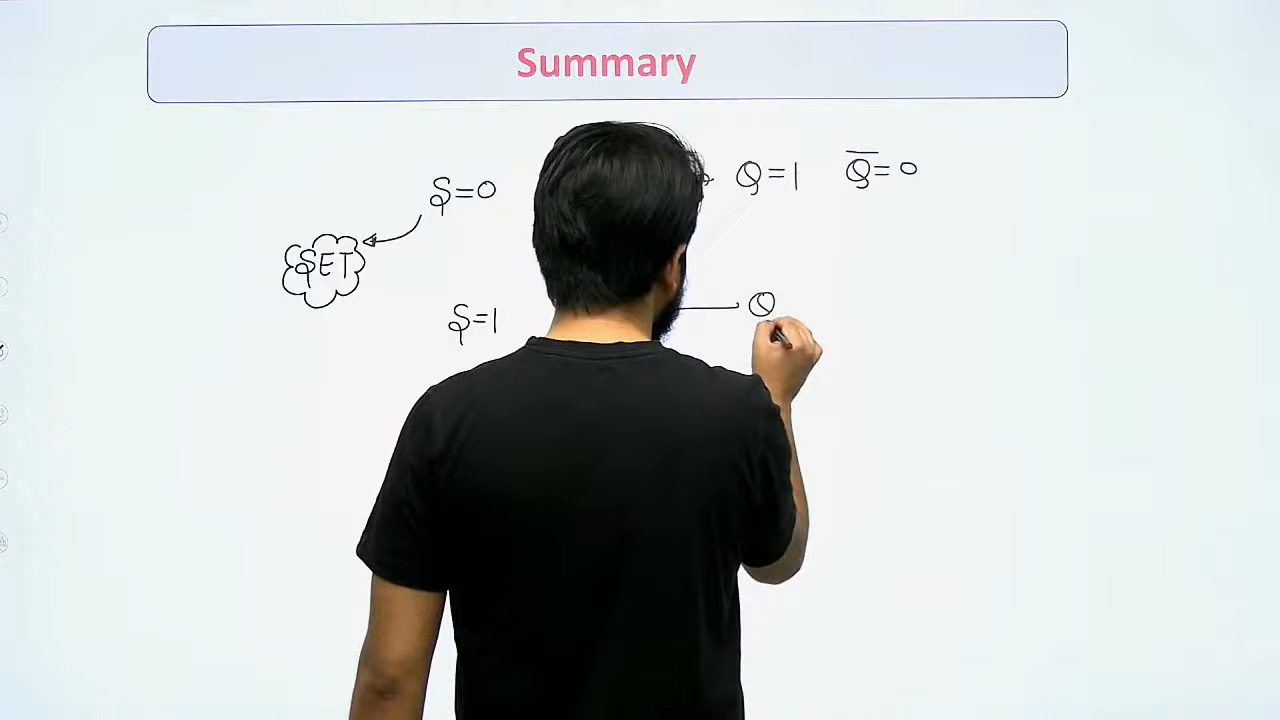 Summary
S=0 Q=1 Q̅=0
SET
S=1 Q